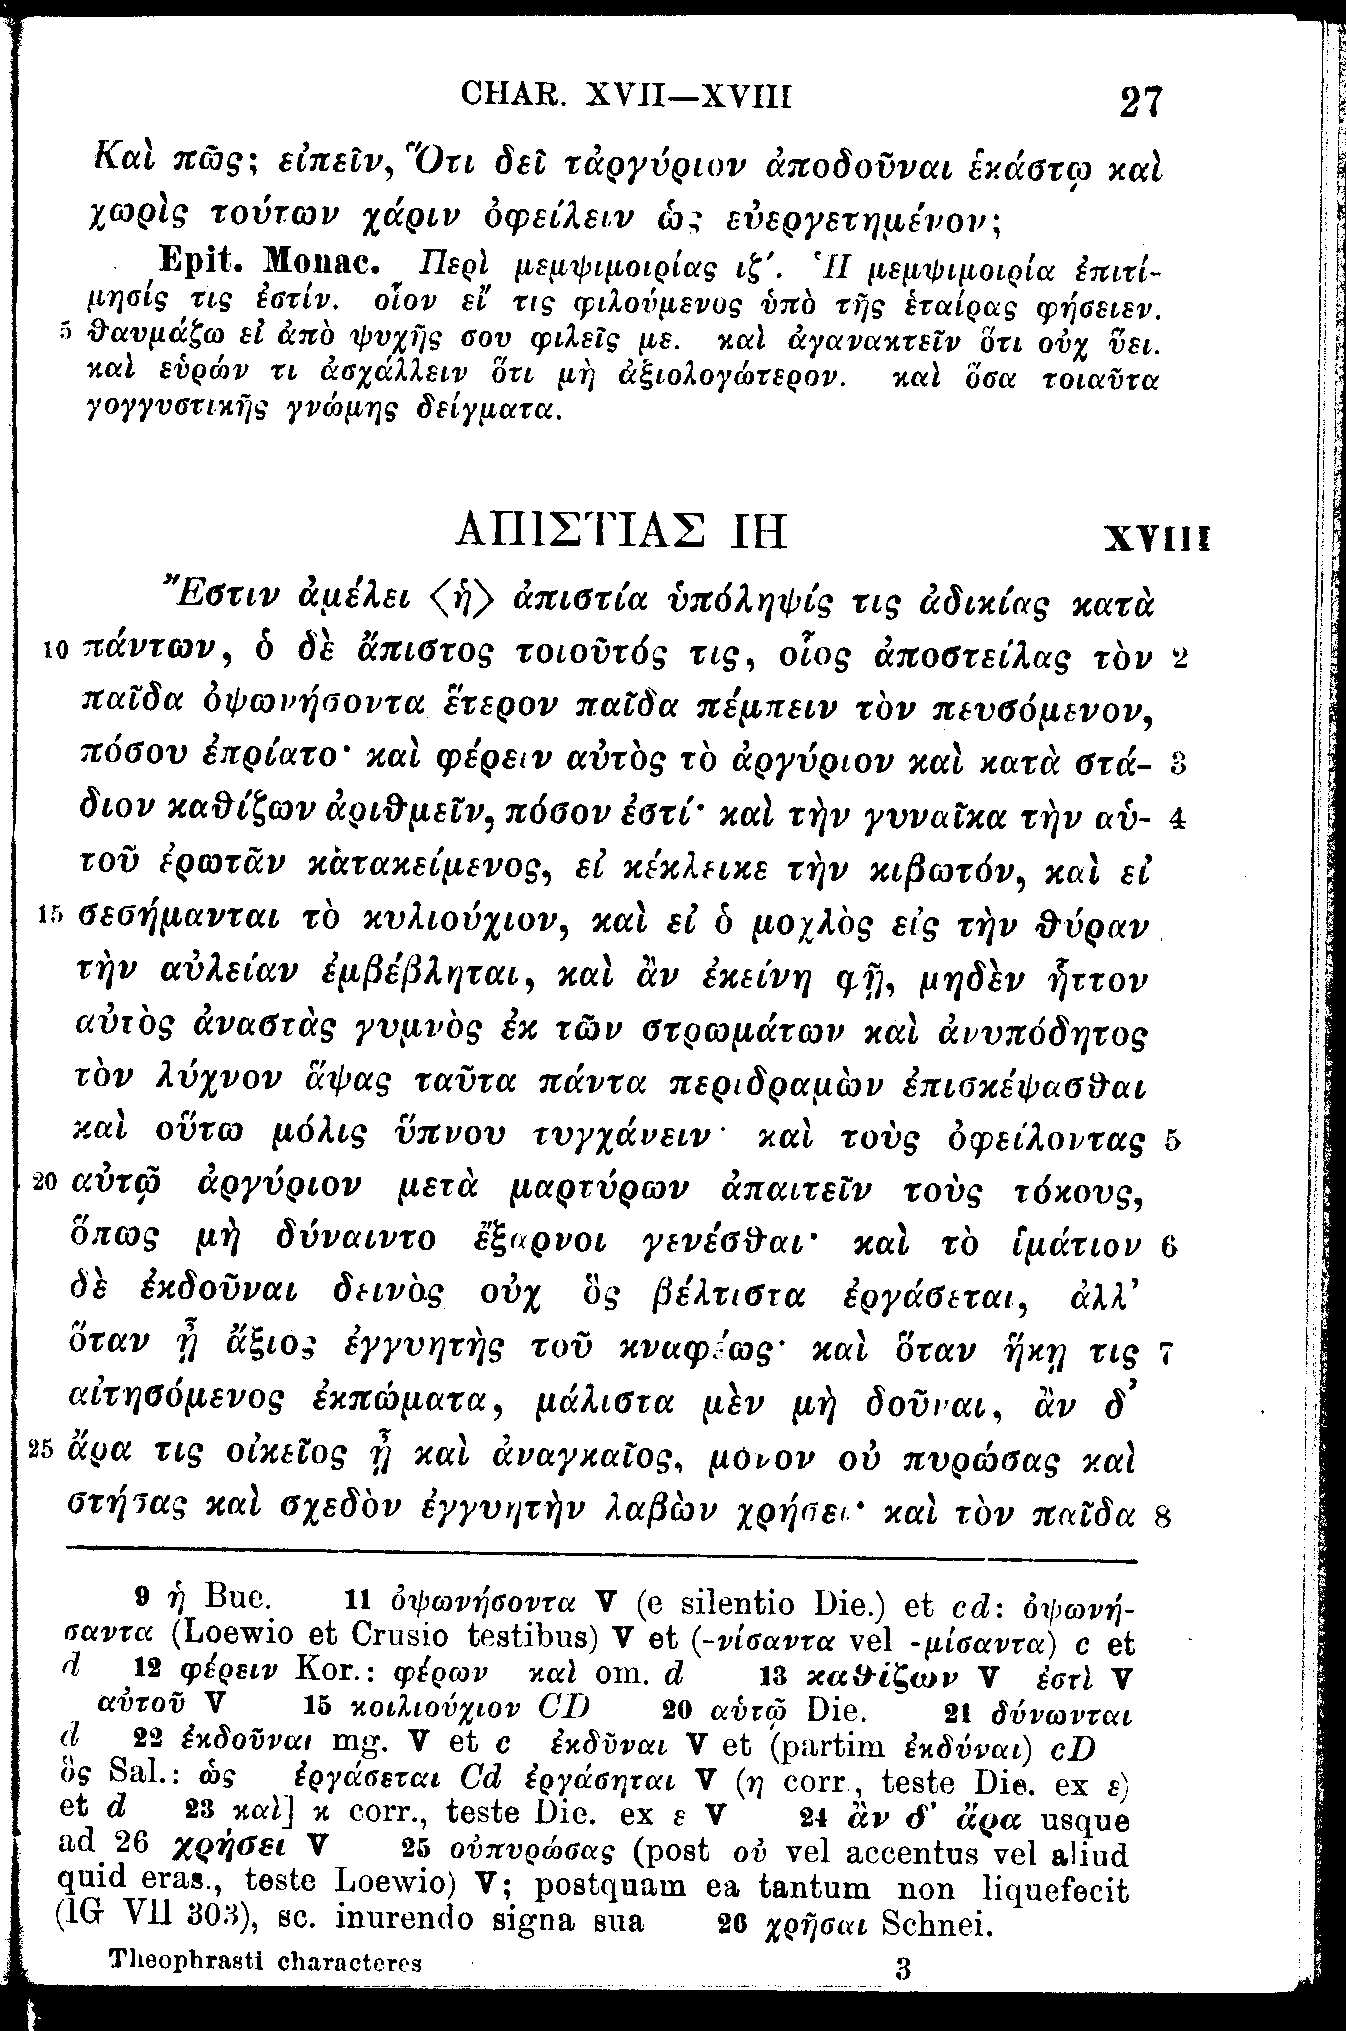 CHAR. XVII—XVIII 27
Καὶ πῶς; εἰπεῖν, Ὅτι δεῖ τἀργύριον ἀποδοῦναι ἑκάστῳ καὶ
χωρὶς τούτων χάριν ὀφείλειν ὡς εὐεργετημένον;
Epit. Monac. Περὶ μεμψιμοιρίας ιζʹ. Ἡ μεμψιμοιρία ἐπιτί-
μησίς τις ἐστίν. οἷον εἴ τις φιλούμενος ὑπὸ τῆς ἑταίρας φήσειεν.
5 θαυμάζω εἰ ἀπὸ ψυχῆς σου φιλεῖς με. καὶ ἀγανακτεῖν ὅτι οὐχ ὕει.
καὶ εὑρών τι ἀσχάλλειν ὅτι μὴ ἀξιολογώτερον. καὶ ὅσα τοιαῦτα
γογγυστικῆς γνώμης δείγματα.
ΑΠΙΣΤΙΑΣ ΙΗ XVIII
Ἔστιν ἀμέλει ⟨ἡ⟩ ἀπιστία ὑπόληψίς τις ἀδικίας κατὰ
10 πάντων, ὁ δὲ ἄπιστος τοιοῦτός τις, οἷος ἀποστείλας τὸν 2
παῖδα ὀψωνήσοντα ἕτερον παῖδα πέμπειν τὸν πευσόμενον,
πόσου ἐπρίατο· καὶ φέρειν αὐτὸς τὸ ἀργύριον καὶ κατὰ στά- 3
διον καθίζων ἀριθμεῖν, πόσον ἐστί· καὶ τὴν γυναῖκα τὴν αὑ- 4
τοῦ ἐρωτᾶν κατακείμενος, εἰ κέκλεικε τὴν κιβωτόν, καὶ εἰ
15 σεσήμανται τὸ κυλιούχιον, καὶ εἰ ὁ μοχλὸς εἰς τὴν θύραν
τὴν αὐλείαν ἐμβέβληται, καὶ ἂν ἐκείνη φῇ, μηδὲν ἧττον
αὐτὸς ἀναστὰς γυμνὸς ἐκ τῶν στρωμάτων καὶ ἀνυπόδητος
τὸν λύχνον ἅψας ταῦτα πάντα περιδραμὼν ἐπισκέψασθαι
καὶ οὕτω μόλις ὕπνου τυγχάνειν· καὶ τοὺς ὀφείλοντας 5
20 αὐτῷ ἀργύριον μετὰ μαρτύρων ἀπαιτεῖν τοὺς τόκους,
ὅπως μὴ δύναιντο ἔξαρνοι γενέσθαι· καὶ τὸ ἱμάτιον 6
δὲ ἐκδοῦναι δεινὸς οὐχ ὃς βέλτιστα ἐργάσεται, ἀλλ᾽
ὅταν ᾖ ἄξιος ἐγγυητὴς τοῦ κναφέως· καὶ ὅταν ἥκῃ τις 7
αἰτησόμενος ἐκπώματα, μάλιστα μὲν μὴ δοῦναι, ἂν δ᾽
25 ἄρα τις οἰκεῖος ᾖ καὶ ἀναγκαῖος, μόνον οὐ πυρώσας καὶ
στήσας καὶ σχεδὸν ἐγγυητὴν λαβὼν χρήσει· καὶ τὸν παῖδα 8
9 ἡ Buc. 11 ὀψωνήσοντα V (e silentio Die.) et cd: ὀψωνή-
σαντα (Loewio et Crusio testibus) V et (-νίσαντα vel -μίσαντα) c et
d 12 φέρειν Kor.: φέρων καὶ om. d 13 καθίζων V ἐστὶ V
αὐτοῦ V 15 κοιλιούχιον CD 20 αὑτῷ Die. 21 δύνωνται
d 22 ἐκδοῦναι mg. V et c ἐκδῦναι V et (partim ἐκδύναι) cD
ὃς Sal.: ὡς ἐργάσεται Cd ἐργάσηται V (η corr., teste Die. ex ε)
et d 23 καὶ] κ corr., teste Die. ex ε V 24 ἂν δ᾽ ἄρα usque
ad 26 χρήσει V 25 οὐπυρώσας (post οὐ vel accentus vel aliud
quid eras., teste Loewio) V; postquam ea tantum non liquefecit
(IG VII 303), sc. inurendo signa sua 26 χρῆσαι Schnei.
Theophrasti characteres 3